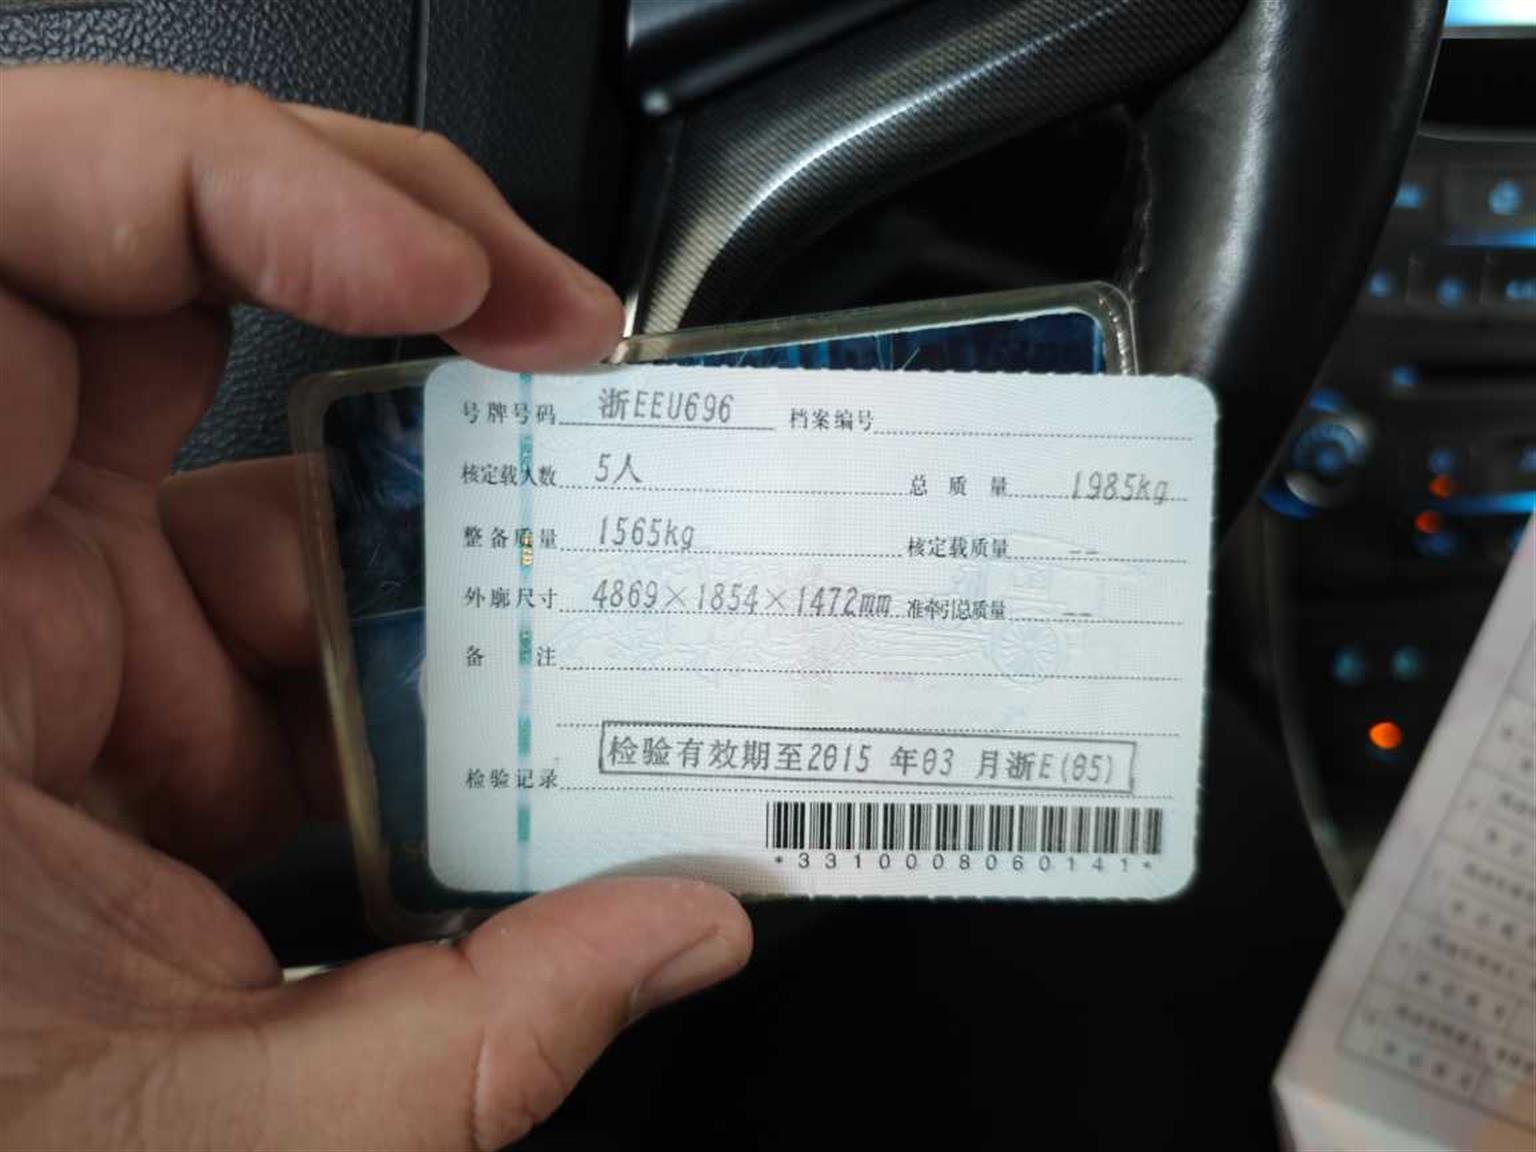 号牌号码 浙EEU696 档案编号
核定载人数 5人 总质量 1985kg
整备质量 1565kg 核定载质量 --
外廓尺寸 4869×1854×1472mm 准牵引总质量 --
备注
检验有效期至2015 年03 月浙E(05)
检验记录
*3310008060141*